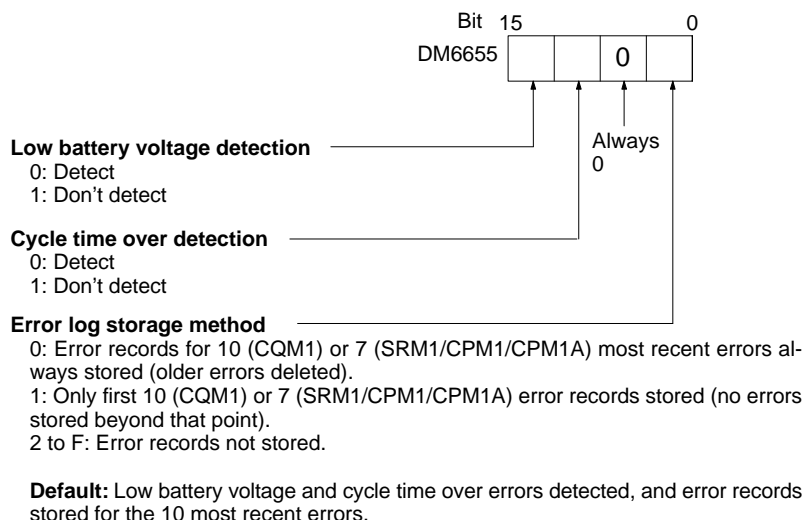 Bit 15 0
DM6655 0
Always
0
Low battery voltage detection
0: Detect
1: Don't detect
Cycle time over detection
0: Detect
1: Don't detect
Error log storage method
0: Error records for 10 (CQM1) or 7 (SRM1/CPM1/CPM1A) most recent errors al-
ways stored (older errors deleted).
1: Only first 10 (CQM1) or 7 (SRM1/CPM1/CPM1A) error records stored (no errors
stored beyond that point).
2 to F: Error records not stored.
Default: Low battery voltage and cycle time over errors detected, and error records
stored for the 10 most recent errors.